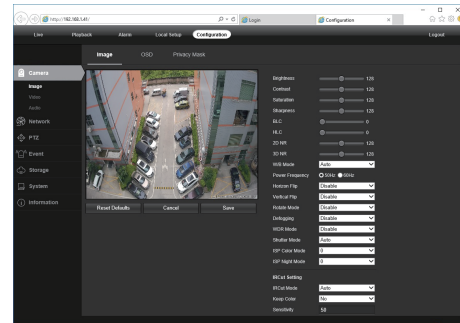 http://192.168.1.41/
Login
Configuration
Live Playback Alarm Local Setup Configuration Logout
Image OSD Privacy Mask
Camera
Image
Video
Audio
Network
PTZ
Event
Storage
System
Information
Reset Defaults Cancel Save
Brightness 128
Contrast 128
Saturation 128
Sharpness 128
BLC 0
HLC 0
2D NR 128
3D NR 128
WB Mode Auto
Power Frequency 50Hz 60Hz
Horizon Flip Disable
Vertical Flip Disable
Rotate Mode Disable
Defogging Disable
WDR Mode Disable
Shutter Mode Auto
ISP Color Mode 0
ISP Night Mode 0
IRCut Setting
IRCut Mode Auto
Keep Color No
Sensitivity 50